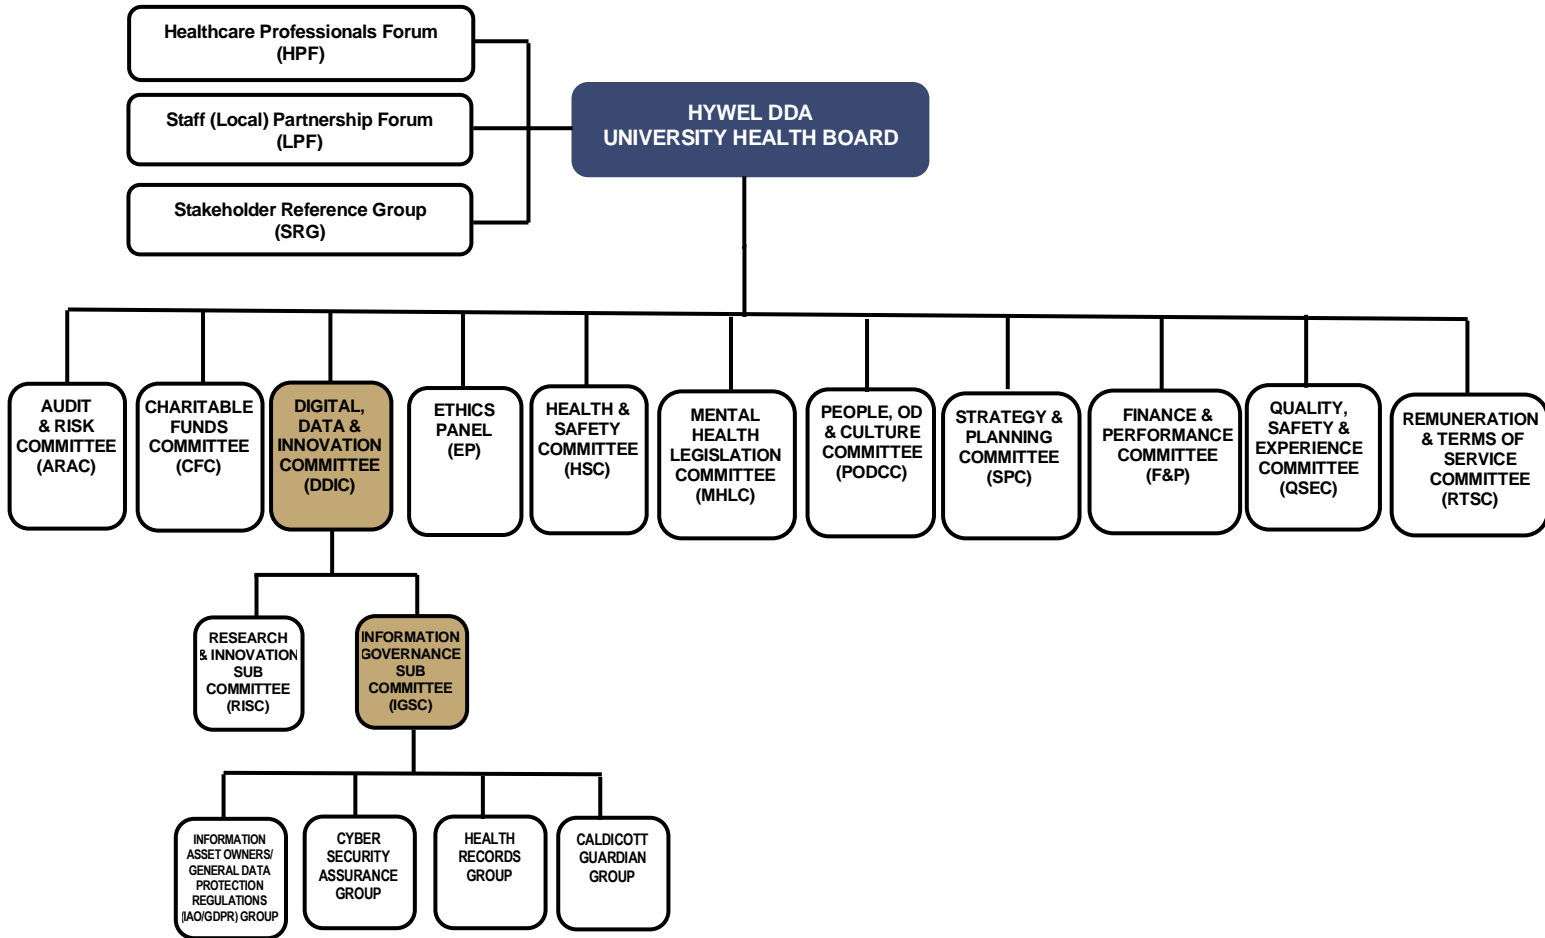 Healthcare Professionals Forum
(HPF)
Staff (Local) Partnership Forum
(LPF)
Stakeholder Reference Group
(SRG)
HYWEL DDA
UNIVERSITY HEALTH BOARD
AUDIT
& RISK
COMMITTEE
(ARAC)
CHARITABLE
FUNDS
COMMITTEE
(CFC)
DIGITAL,
DATA &
INNOVATION
COMMITTEE
(DDIC)
ETHICS
PANEL
(EP)
HEALTH &
SAFETY
COMMITTEE
(HSC)
MENTAL
HEALTH
LEGISLATION
COMMITTEE
(MHLC)
PEOPLE, OD
& CULTURE
COMMITTEE
(PODCC)
STRATEGY &
PLANNING
COMMITTEE
(SPC)
FINANCE &
PERFORMANCE
COMMITTEE
(F&P)
QUALITY,
SAFETY &
EXPERIENCE
COMMITTEE
(QSEC)
REMUNERATION
& TERMS OF
SERVICE
COMMITTEE
(RTSC)
RESEARCH
& INNOVATION
SUB
COMMITTEE
(RISC)
INFORMATION
GOVERNANCE
SUB
COMMITTEE
(IGSC)
INFORMATION
ASSET OWNERS/
GENERAL DATA
PROTECTION
REGULATIONS
(IAO/GDPR) GROUP
CYBER
SECURITY
ASSURANCE
GROUP
HEALTH
RECORDS
GROUP
CALDICOTT
GUARDIAN
GROUP